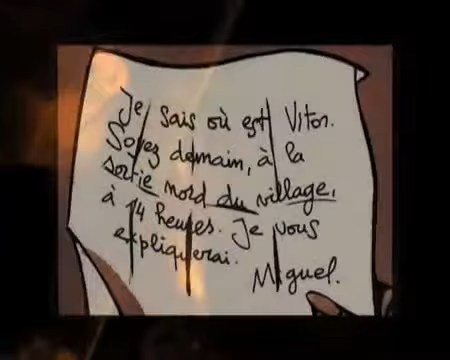 Je sais où est Vitor.
Soyez demain, à la
sortie nord du village,
à 14 heures. Je vous
expliquerai.
Miguel.